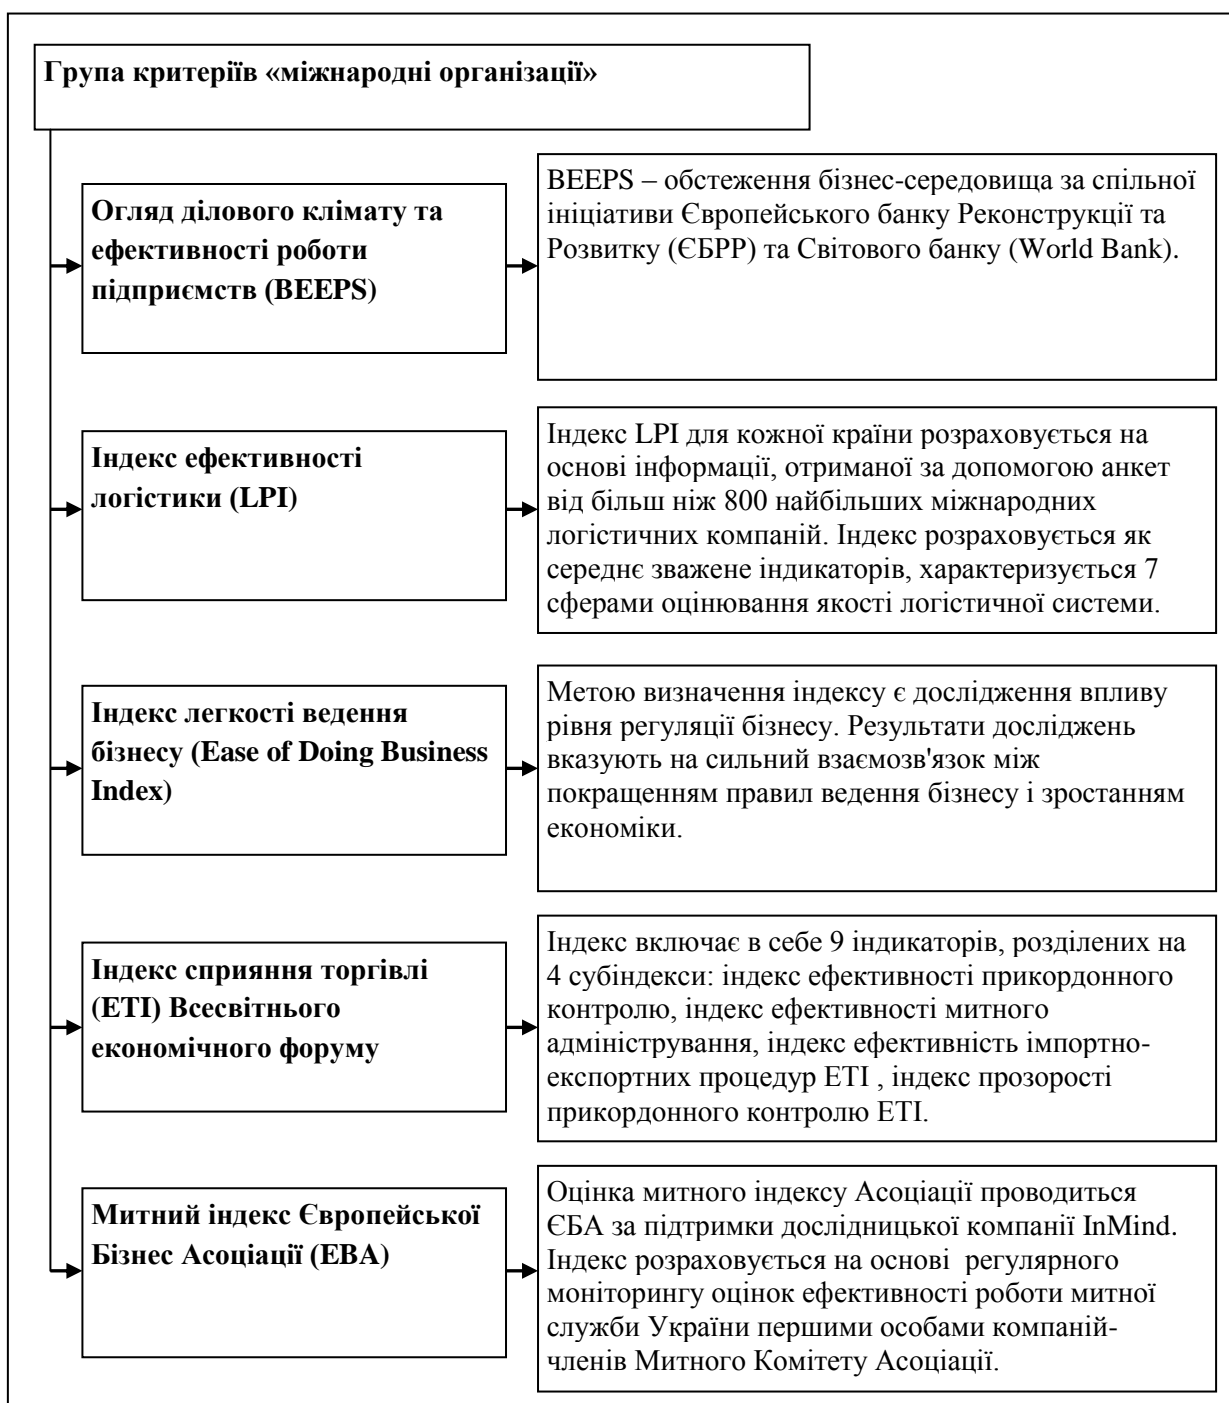 Група критеріїв «міжнародні організації»
Огляд ділового клімату та
ефективності роботи
підприємств (BEEPS)
BEEPS – обстеження бізнес-середовища за спільної
ініціативи Європейського банку Реконструкції та
Розвитку (ЄБРР) та Світового банку (World Bank).
Індекс ефективності
логістики (LPI)
Індекс LPI для кожної країни розраховується на
основі інформації, отриманої за допомогою анкет
від більш ніж 800 найбільших міжнародних
логістичних компаній. Індекс розраховується як
середнє зважене індикаторів, характеризується 7
сферами оцінювання якості логістичної системи.
Індекс легкості ведення
бізнесу (Ease of Doing Business
Index)
Метою визначення індексу є дослідження впливу
рівня регуляції бізнесу. Результати досліджень
вказують на сильний взаємозв'язок між
покращенням правил ведення бізнесу і зростанням
економіки.
Індекс сприяння торгівлі
(ETI) Всесвітнього
економічного форуму
Індекс включає в себе 9 індикаторів, розділених на
4 субіндекси: індекс ефективності прикордонного
контролю, індекс ефективності митного
адміністрування, індекс ефективність імпортно-
експортних процедур ETI , індекс прозорості
прикордонного контролю ETI.
Митний індекс Європейської
Бізнес Асоціації (EBA)
Оцінка митного індексу Асоціації проводиться
ЄБА за підтримки дослідницької компанії InMind.
Індекс розраховується на основі  регулярного
моніторингу оцінок ефективності роботи митної
служби України першими особами компаній-
членів Митного Комітету Асоціації.